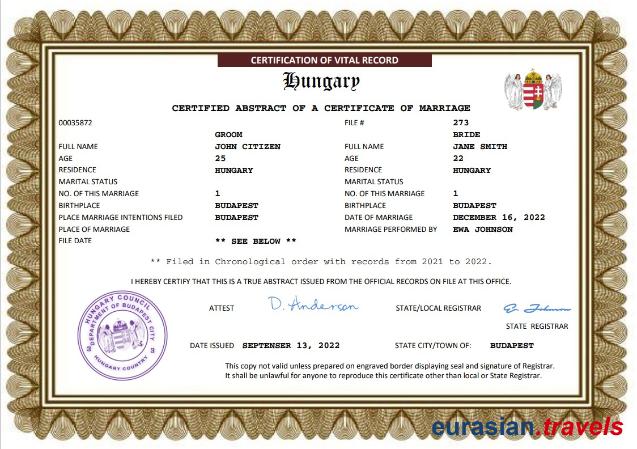 CERTIFICATION OF VITAL RECORD
Hungary
CERTIFIED ABSTRACT OF A CERTIFICATE OF MARRIAGE
00035872 FILE # 273
GROOM BRIDE
FULL NAME JOHN CITIZEN FULL NAME JANE SMITH
AGE 25 AGE 22
RESIDENCE HUNGARY RESIDENCE HUNGARY
MARITAL STATUS MARITAL STATUS
NO. OF THIS MARRIAGE 1 NO. OF THIS MARRIAGE 1
BIRTHPLACE BUDAPEST BIRTHPLACE BUDAPEST
PLACE MARRIAGE INTENTIONS FILED BUDAPEST DATE OF MARRIAGE DECEMBER 16, 2022
PLACE OF MARRIAGE MARRIAGE PERFORMED BY EWA JOHNSON
FILE DATE ** SEE BELOW **
** Filed in Chronological order with records from 2021 to 2022.
I HEREBY CERTIFY THAT THIS IS A TRUE ABSTRACT ISSUED FROM THE OFFICIAL RECORDS ON FILE AT THIS OFFICE.
HUNGARY COUNCIL
DEPARTMENT OF BUDAPEST CITY
HUNGARY COUNTRY
ATTEST D. Anderson STATE/LOCAL REGISTRAR E. Johnson
STATE REGISTRAR
DATE ISSUED SEPTENSER 13, 2022 STATE CITY/TOWN OF: BUDAPEST
This copy not valid unless prepared on engraved border displaying seal and signature of Registrar.
It shall be unlawful for anyone to reproduce this certificate other than local or State Registrar.
eurasian.travels